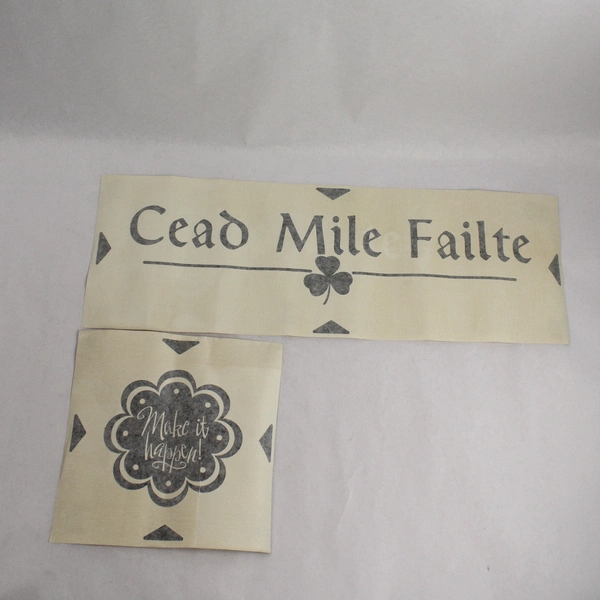 Cead Mile Failte
Make it
happen!